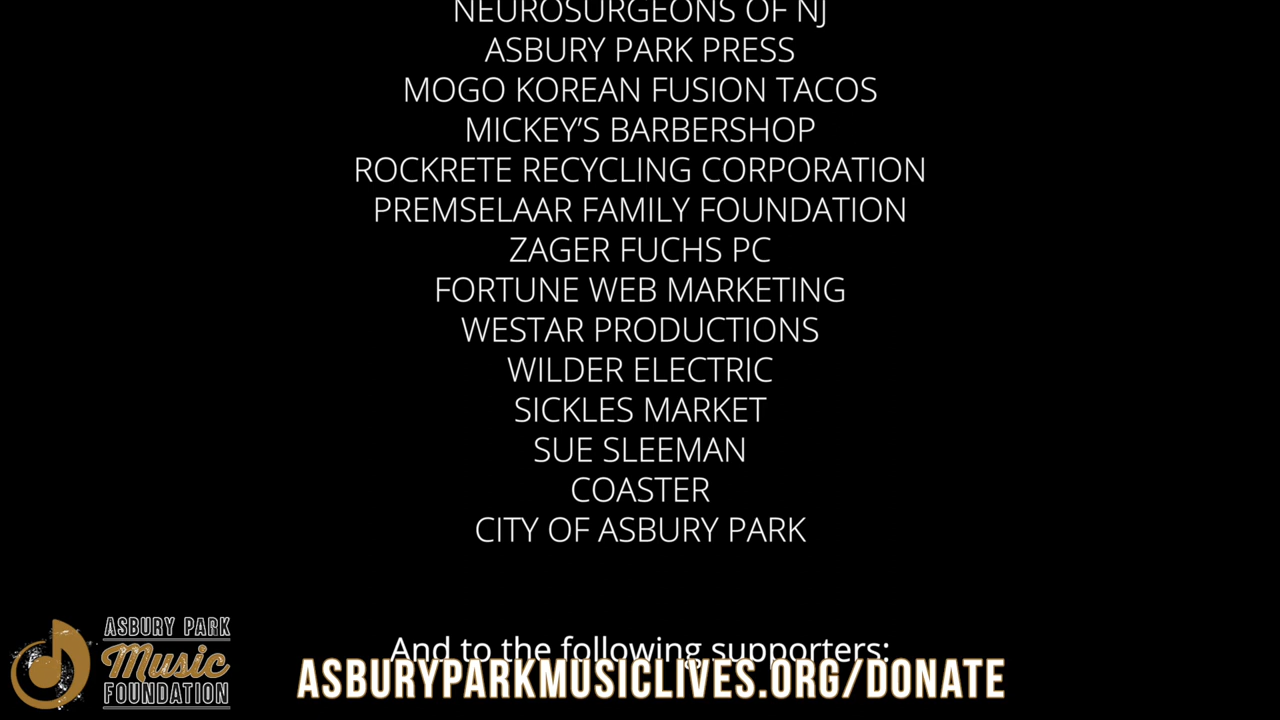 NEUROSURGEONS OF NJ
ASBURY PARK PRESS
MOGO KOREAN FUSION TACOS
MICKEY’S BARBERSHOP
ROCKRETE RECYCLING CORPORATION
PREMSELAAR FAMILY FOUNDATION
ZAGER FUCHS PC
FORTUNE WEB MARKETING
WESTAR PRODUCTIONS
WILDER ELECTRIC
SICKLES MARKET
SUE SLEEMAN
COASTER
CITY OF ASBURY PARK
And to the following supporters:
ASBURYPARKMUSICLIVES.ORG/DONATE
ASBURY PARK
Music
FOUNDATION